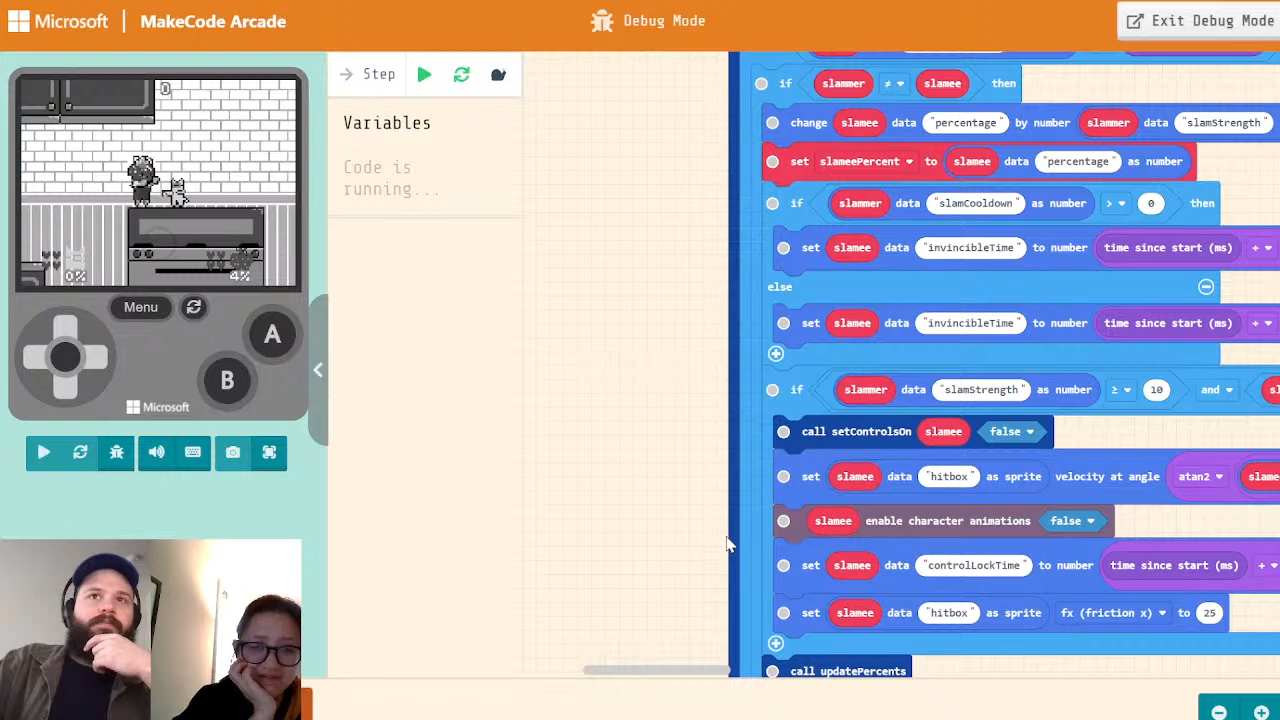 Microsoft | MakeCode Arcade
Debug Mode
Exit Debug Mode
Step
Variables
Code is
running...
0
0%
4%
Menu
A
B
Microsoft
if slammer ≠ slamee then
change slamee data "percentage" by number slammer data "slamStrength"
set slameePercent to slamee data "percentage" as number
if slammer data "slamCooldown" as number > 0 then
set slamee data "invincibleTime" to number time since start (ms) +
else
set slamee data "invincibleTime" to number time since start (ms) +
if slammer data "slamStrength" as number ≥ 10 and sl
call setControlsOn slamee false
set slamee data "hitbox" as sprite velocity at angle atan2 slame
slamee enable character animations false
set slamee data "controlLockTime" to number time since start (ms) +
set slamee data "hitbox" as sprite fx (friction x) to 25
call updatePercents